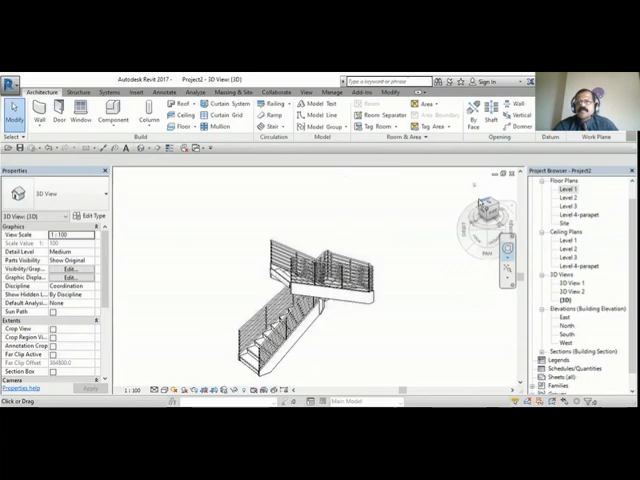 Autodesk Revit 2017 - Project2 - 3D View: {3D}
Type a keyword or phrase
Sign In
Architecture Structure Systems Insert Annotate Analyze Massing & Site Collaborate View Manage Add-Ins Modify
Modify Wall Door Window Component Column
Roof Ceiling Floor
Curtain System Curtain Grid Mullion
Railing Ramp Stair
Model Text Model Line Model Group
Room Room Separator Tag Room
Area Area Boundary Tag Area
By Face Shaft
Wall Vertical Dormer
Select Build Circulation Model Room & Area Opening Datum Work Plane
Properties
3D View
3D View: {3D} Edit Type
Graphics
View Scale 1:100
Scale Value 1: 100
Detail Level Medium
Parts Visibility Show Original
Visibility/Grap... Edit...
Graphic Displa... Edit...
Discipline Coordination
Show Hidden L... By Discipline
Default Analysi... None
Sun Path
Extents
Crop View
Crop Region Vi...
Annotation Crop
Far Clip Active
Far Clip Offset 304800.0
Section Box
Camera
Properties help Apply
Project Browser - Project2
Floor Plans
Level 1
Level 2
Level 3
Level 4-parapet
Site
Ceiling Plans
Level 1
Level 2
Level 3
Level 4-parapet
3D Views
3D View 1
3D View 2
{3D}
Elevations (Building Elevation)
East
North
South
West
Sections (Building Section)
Legends
Schedules/Quantities
Sheets (all)
Families
1 : 100
Click or Drag
:0
Main Model
:0